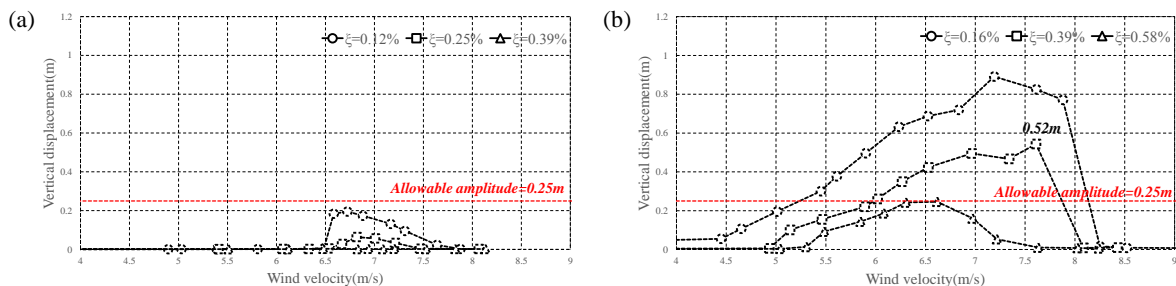 (a)
1.2
ξ=0.12% ξ=0.25% ξ=0.39%
1
0.8
0.6
0.4
Allowable amplitude=0.25m
0.2
0
4 4.5 5 5.5 6 6.5 7 7.5 8 8.5 9
Vertical displacement(m)
Wind velocity(m/s)
(b)
1.2
ξ=0.16% ξ=0.39% ξ=0.58%
1
0.8
0.6
0.52m
0.4
Allowable amplitude=0.25m
0.2
0
4 4.5 5 5.5 6 6.5 7 7.5 8 8.5 9
Vertical displacement(m)
Wind velocity(m/s)